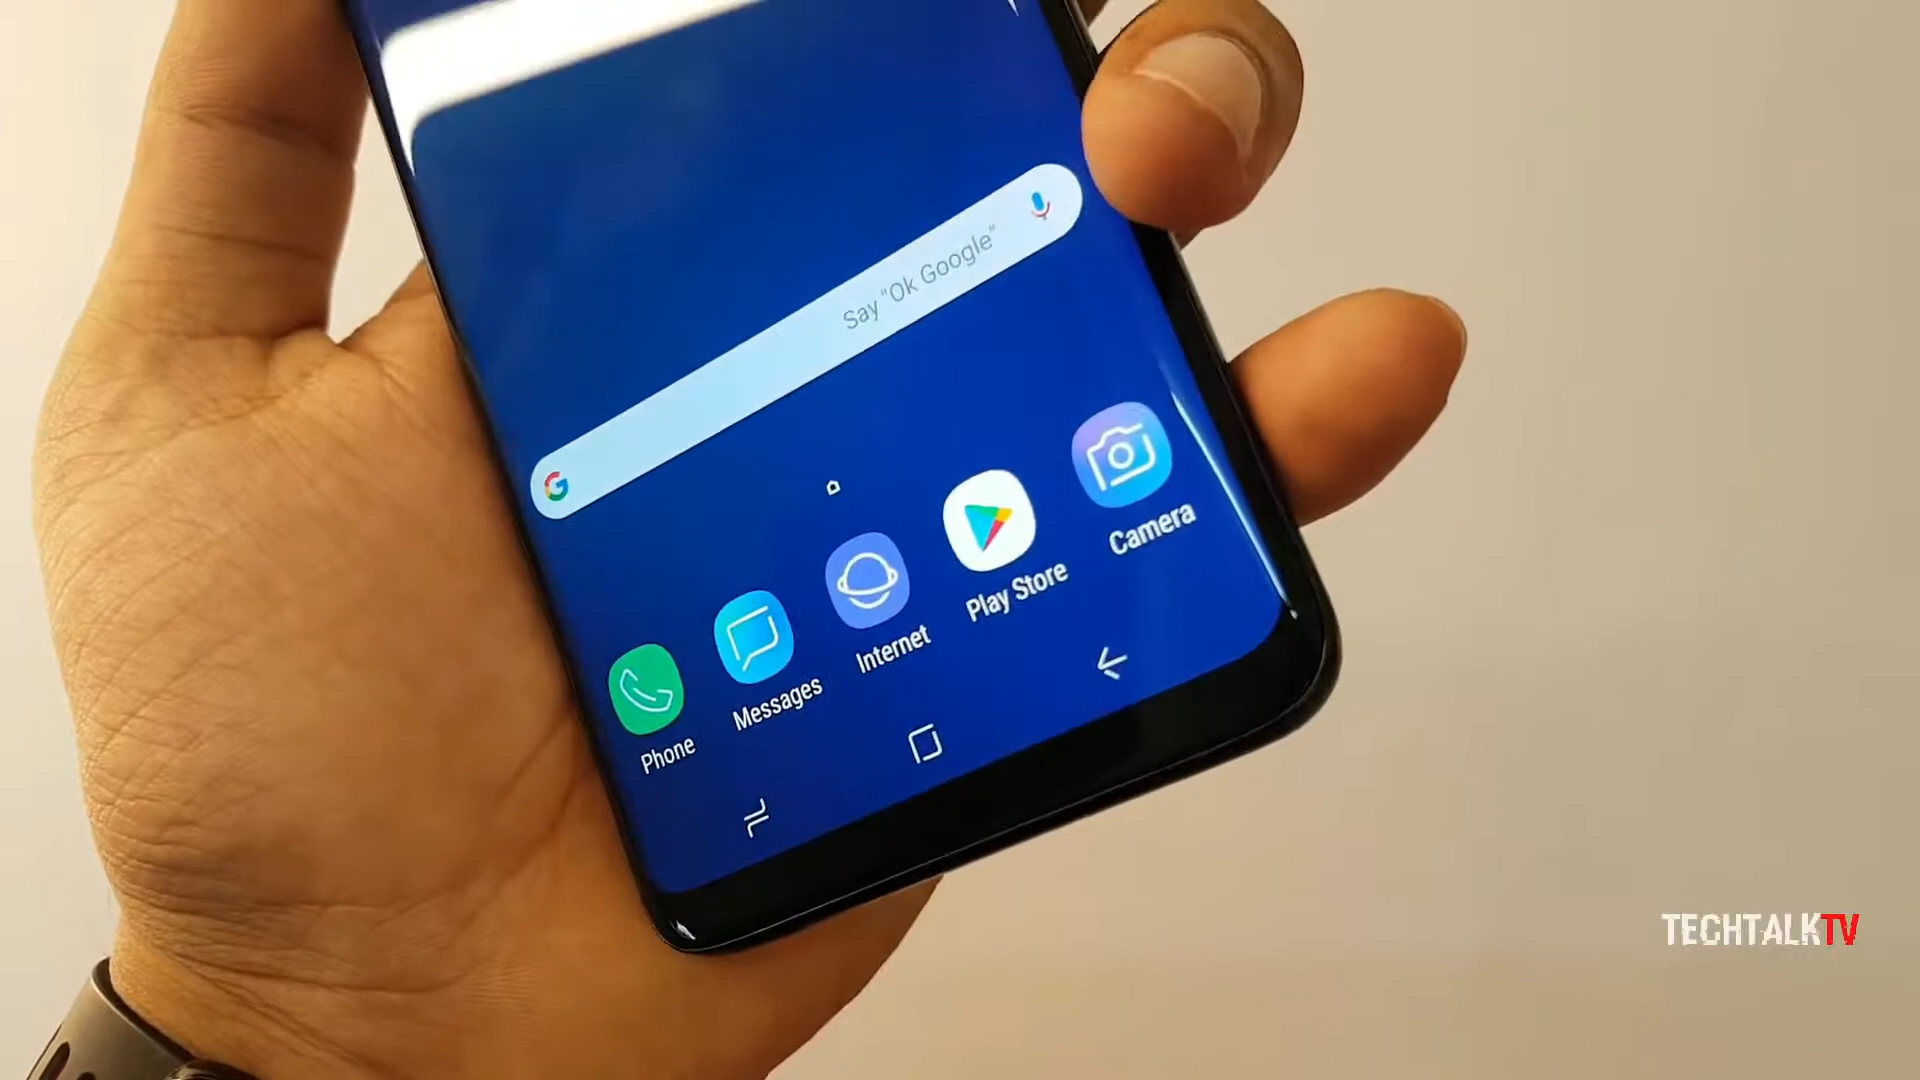 Say "Ok Google"
Phone
Messages
Internet
Play Store
Camera
TECHTALKTV